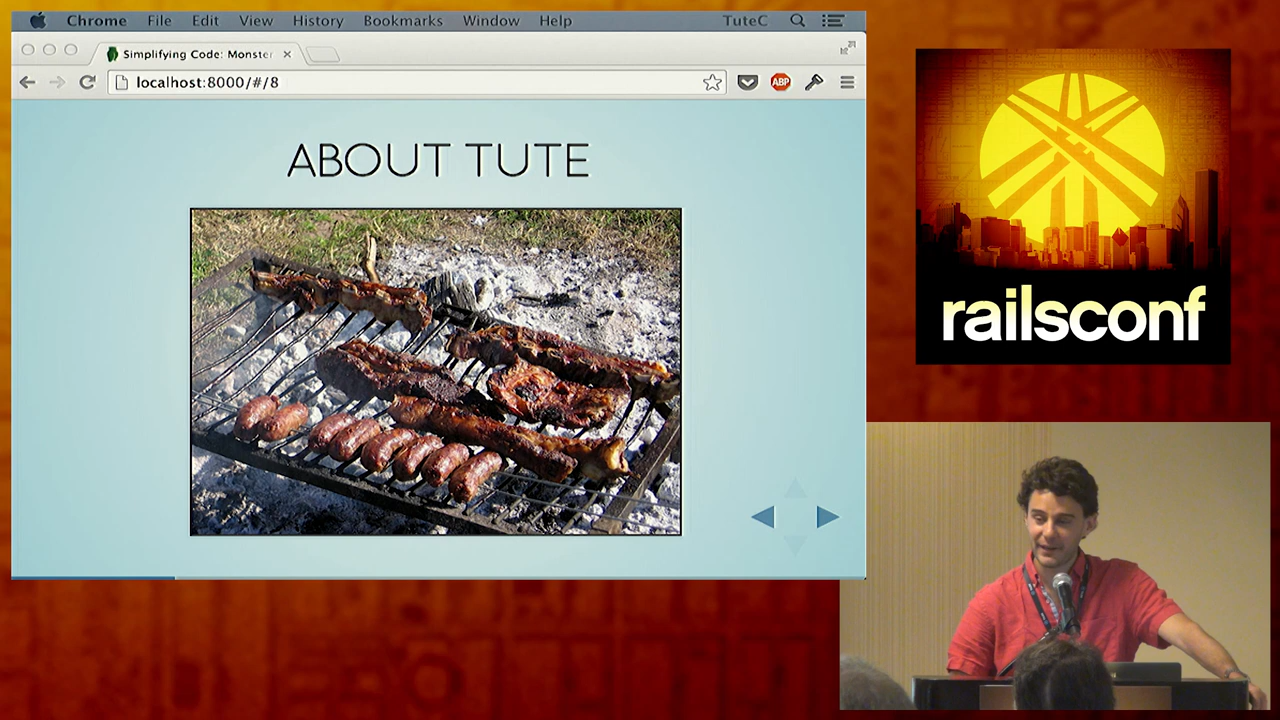 Chrome File Edit View History Bookmarks Window Help TuteC
Simplifying Code: Monster
localhost:8000/#/8
ABP
ABOUT TUTE
railsconf